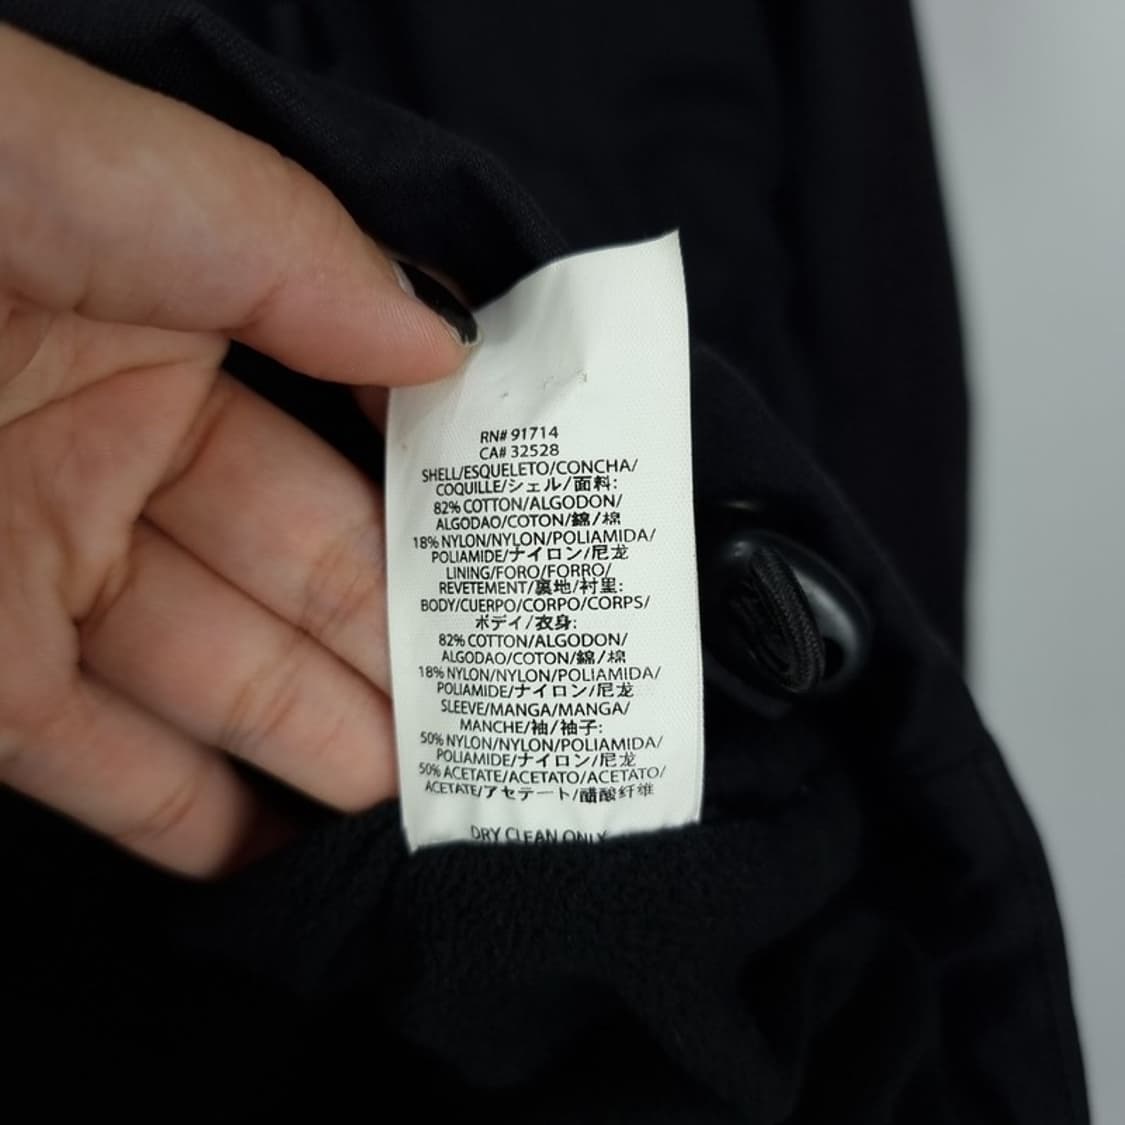 RN# 91714
CA# 32528
SHELL/ESQUELETO/CONCHA/
COQUILLE/シェル/面料:
82% COTTON/ALGODON/
ALGODAO/COTON/綿/棉
18% NYLON/NYLON/POLIAMIDA/
POLIAMIDE/ナイロン/尼龙
LINING/FORO/FORRO/
REVETEMENT/裏地/衬里:
BODY/CUERPO/CORPO/CORPS/
ボディ/衣身:
82% COTTON/ALGODON/
ALGODAO/COTON/綿/棉
18% NYLON/NYLON/POLIAMIDA/
POLIAMIDE/ナイロン/尼龙
SLEEVE/MANGA/MANGA/
MANCHE/袖/袖子:
50% NYLON/NYLON/POLIAMIDA/
POLIAMIDE/ナイロン/尼龙
50% ACETATE/ACETATO/ACETATO/
ACETATE/アセテート/醋酸纤维
DRY CLEAN ONLY